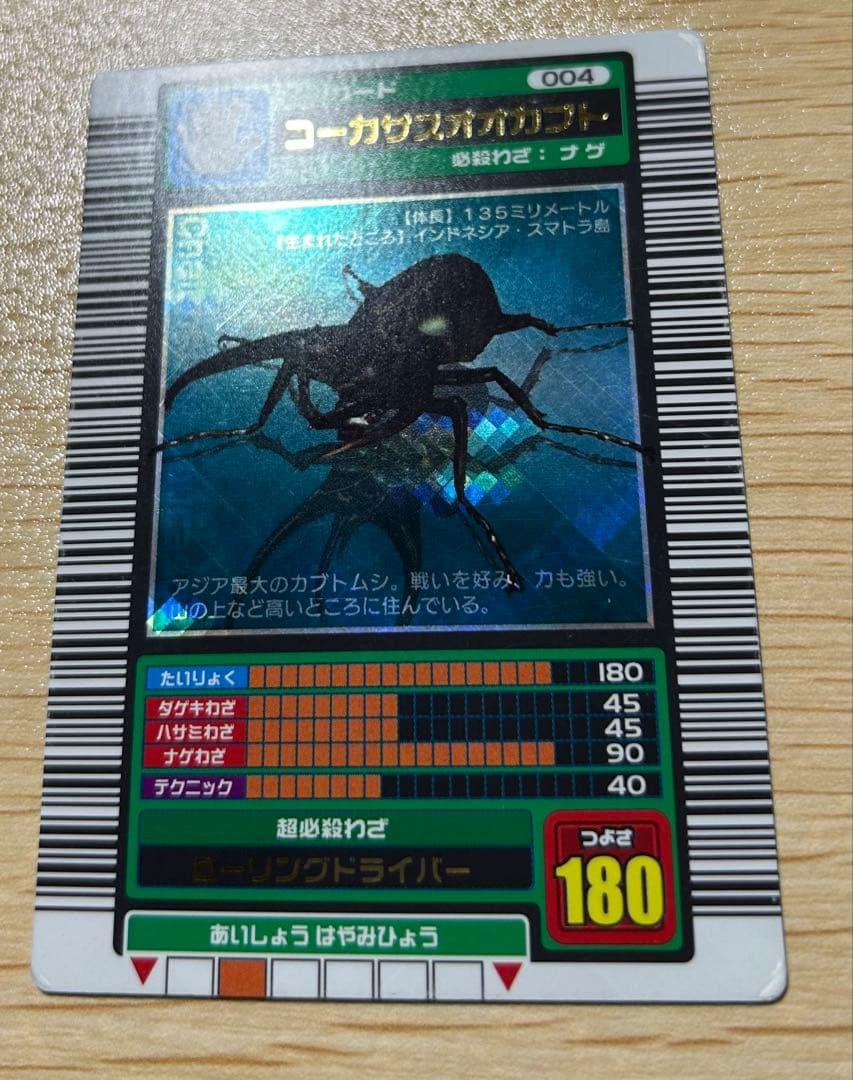 カード
004
コーカサスオオカブト
必殺わざ：ナゲ
【体長】135ミリメートル
【生まれたところ】インドネシア・スマトラ島
アジア最大のカブトムシ。戦いを好み、力も強い。
山の上など高いところに住んでいる。
たいりょく 180
ダゲキわざ 45
ハサミわざ 45
ナゲわざ 90
テクニック 40
超必殺わざ
ローリングドライバー
つよさ
180
あいしょう はやみひょう